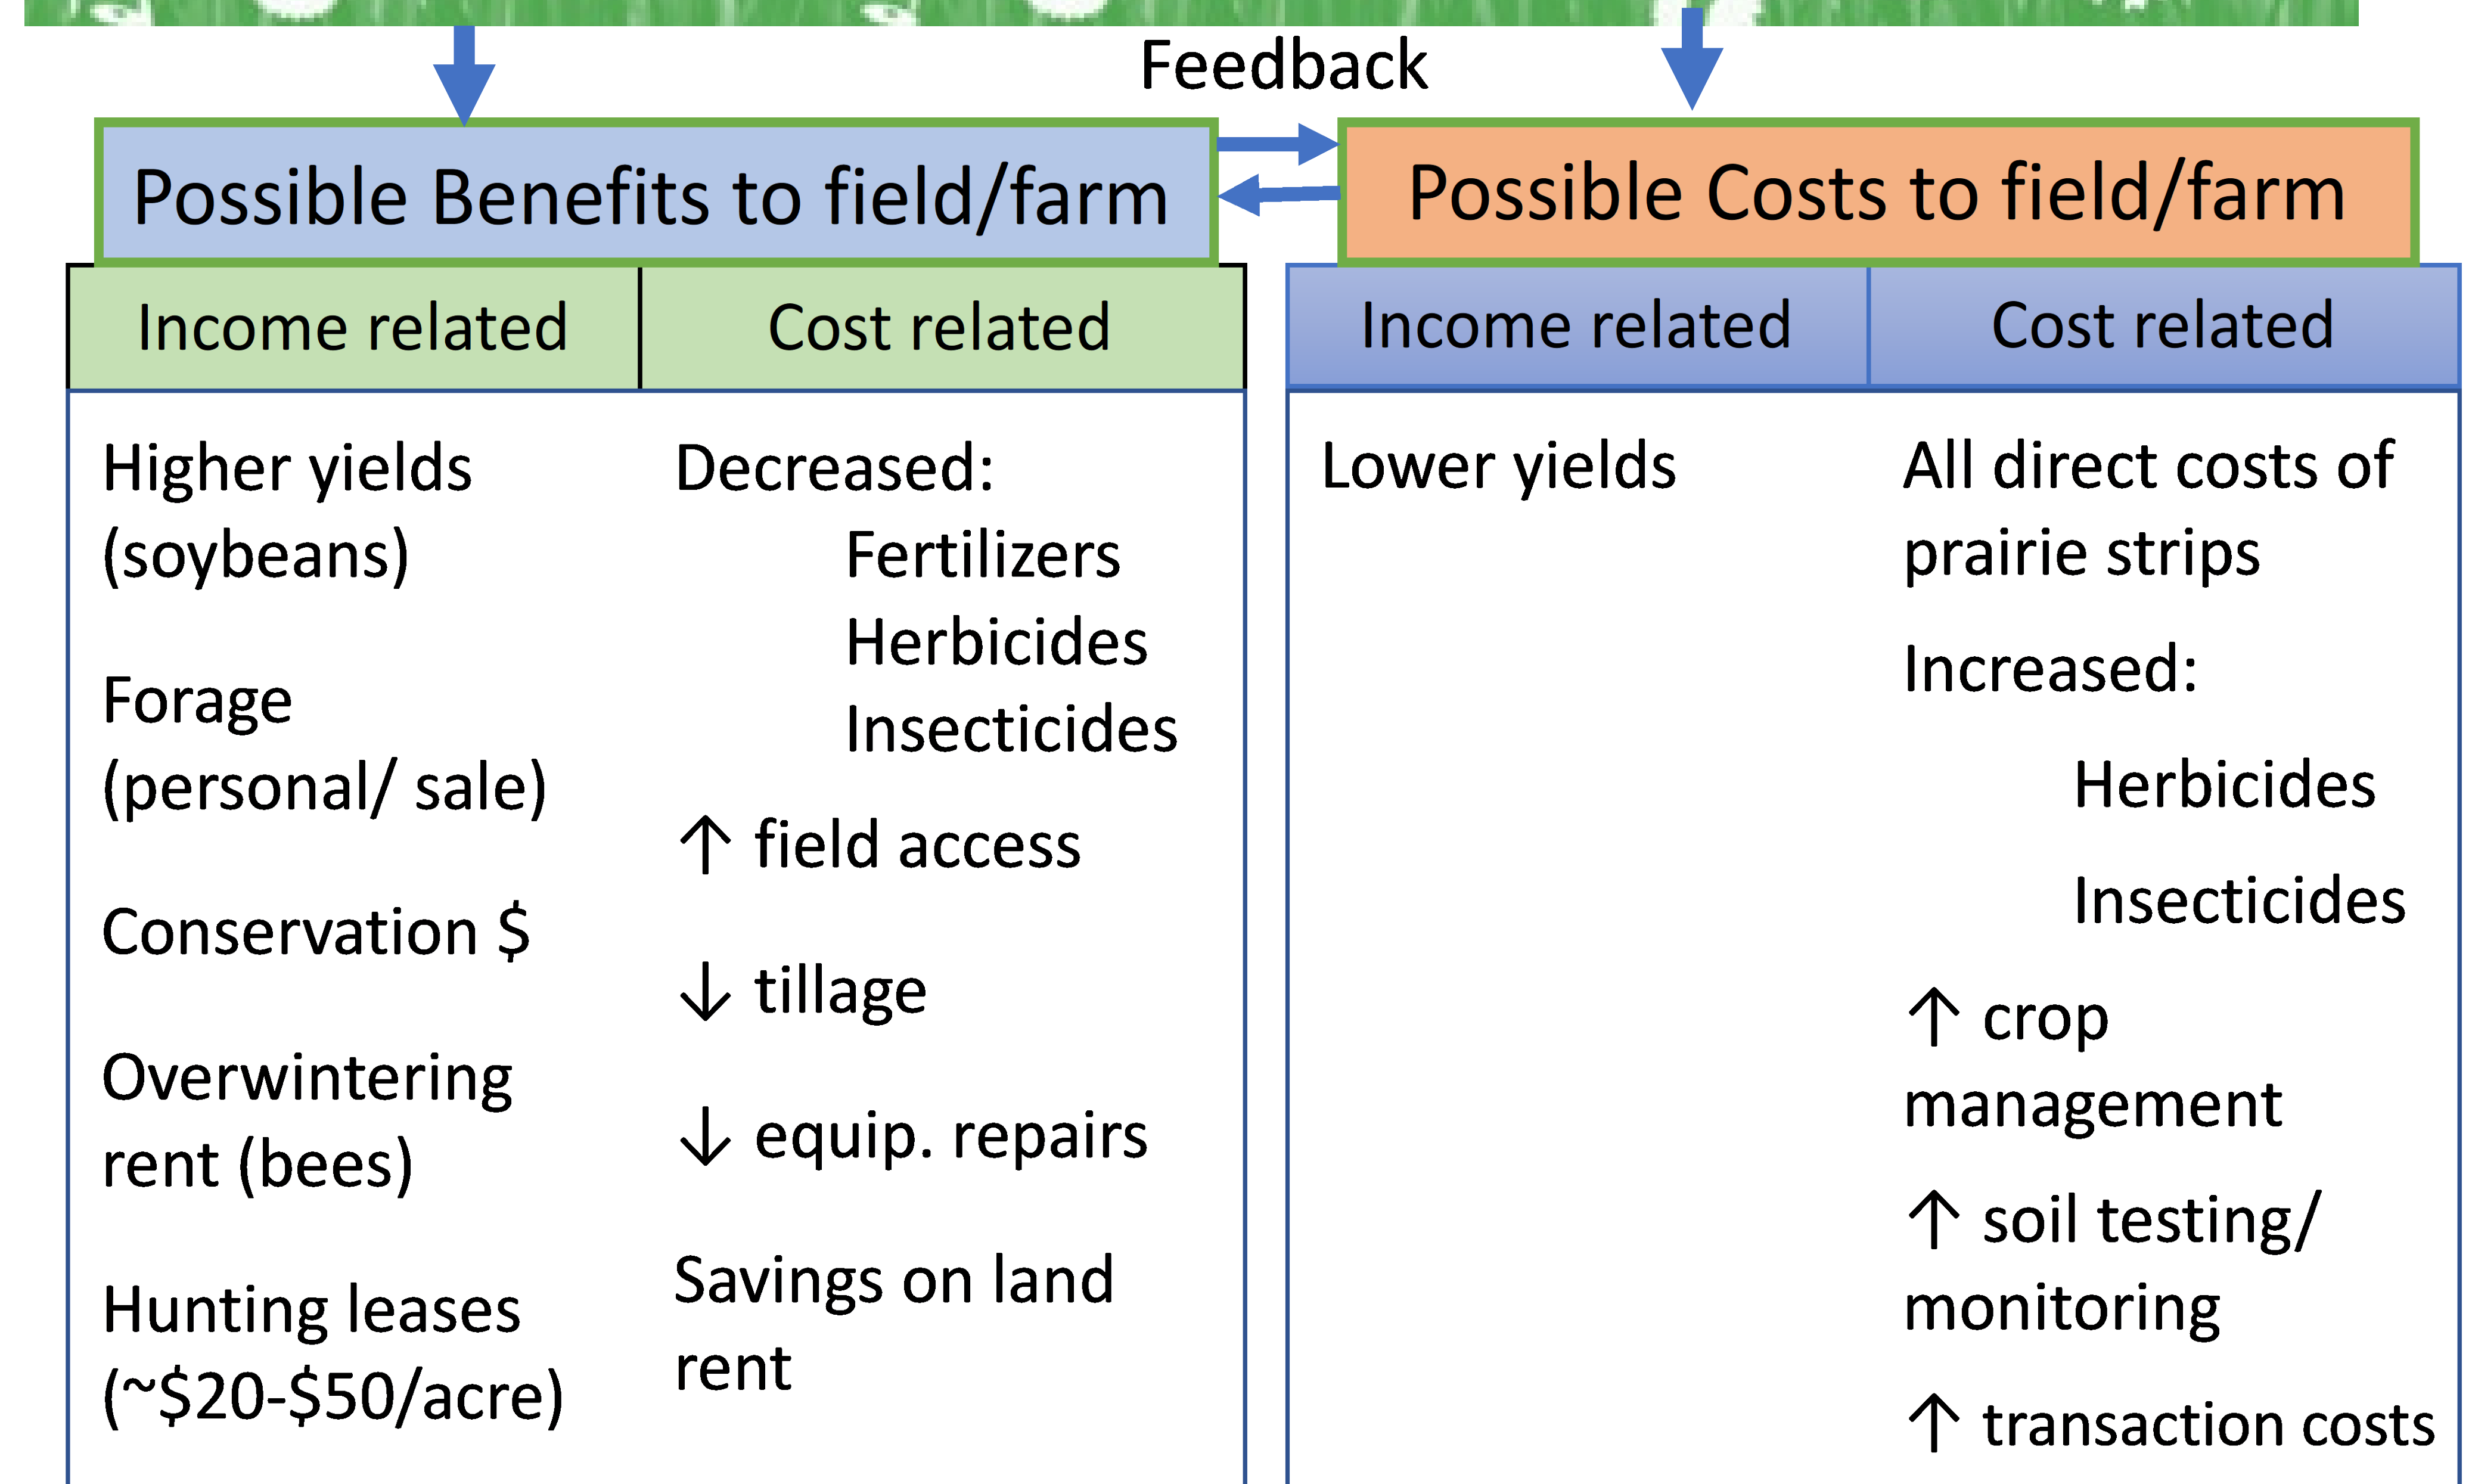 Feedback
Possible Benefits to field/farm
Income related
Cost related
Higher yields
(soybeans)
Forage
(personal/ sale)
Conservation $
Overwintering
rent (bees)
Hunting leases
(~$20-$50/acre)
Decreased:
Fertilizers
Herbicides
Insecticides
↑ field access
↓ tillage
↓ equip. repairs
Savings on land
rent
Possible Costs to field/farm
Income related
Cost related
Lower yields
All direct costs of
prairie strips
Increased:
Herbicides
Insecticides
↑ crop
management
↑ soil testing/
monitoring
↑ transaction costs